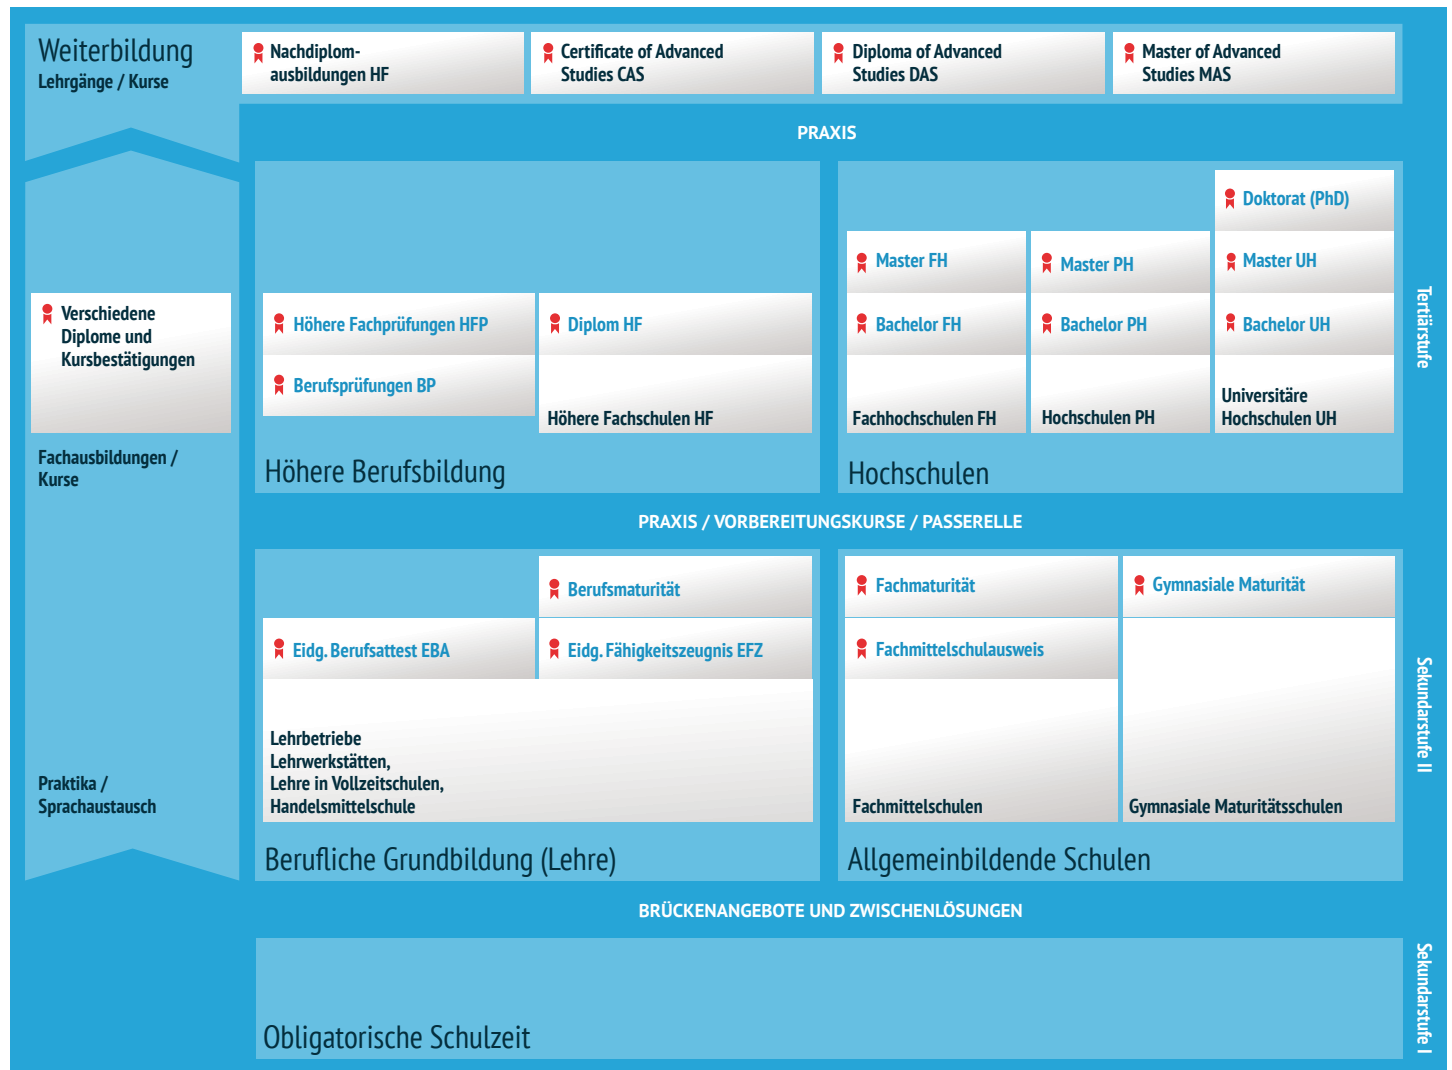 Weiterbildung
Lehrgänge / Kurse
Nachdiplom-
ausbildungen HF
Certificate of Advanced
Studies CAS
Diploma of Advanced
Studies DAS
Master of Advanced
Studies MAS
PRAXIS
Verschiedene
Diplome und
Kursbestätigungen
Fachausbildungen /
Kurse
Praktika /
Sprachaustausch
Höhere Fachprüfungen HFP
Berufsprüfungen BP
Diplom HF
Höhere Fachschulen HF
Höhere Berufsbildung
Master FH
Bachelor FH
Fachhochschulen FH
Master PH
Bachelor PH
Hochschulen PH
Doktorat (PhD)
Master UH
Bachelor UH
Universitäre
Hochschulen UH
Hochschulen
Tertiärstufe
PRAXIS / VORBEREITUNGSKURSE / PASSERELLE
Berufsmaturität
Eidg. Berufsattest EBA
Eidg. Fähigkeitszeugnis EFZ
Lehrbetriebe
Lehrwerkstätten,
Lehre in Vollzeitschulen,
Handelsmittelschule
Berufliche Grundbildung (Lehre)
Fachmaturität
Fachmittelschulausweis
Fachmittelschulen
Gymnasiale Maturität
Gymnasiale Maturitätsschulen
Allgemeinbildende Schulen
Sekundarstufe II
BRÜCKENANGEBOTE UND ZWISCHENLÖSUNGEN
Obligatorische Schulzeit
Sekundarstufe I